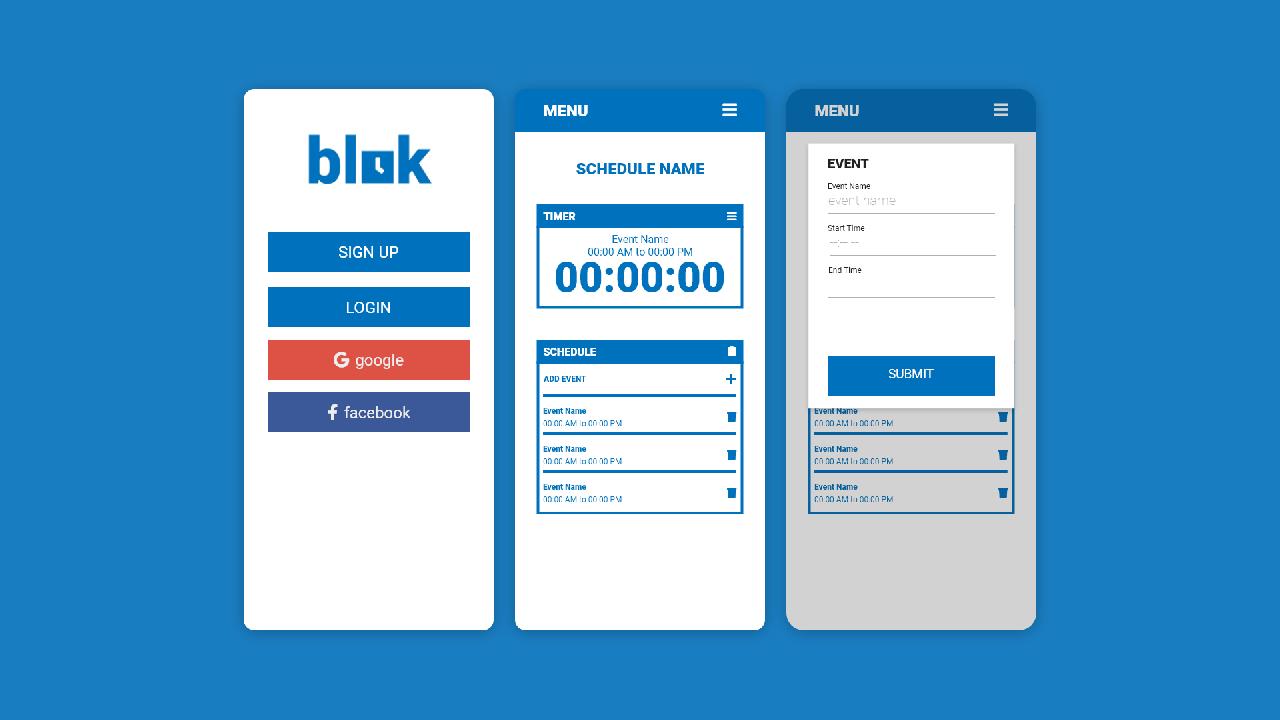 blok
SIGN UP
LOGIN
google
facebook
MENU
SCHEDULE NAME
TIMER
Event Name
00:00 AM to 00:00 PM
00:00:00
SCHEDULE
ADD EVENT
Event Name
00:00 AM to 00:00 PM
Event Name
00:00 AM to 00:00 PM
Event Name
00:00 AM to 00:00 PM
MENU
EVENT
Event Name
event name
Start Time
--:-- --
End Time
SUBMIT
Event Name
00:00 AM to 00:00 PM
Event Name
00:00 AM to 00:00 PM
Event Name
00:00 AM to 00:00 PM